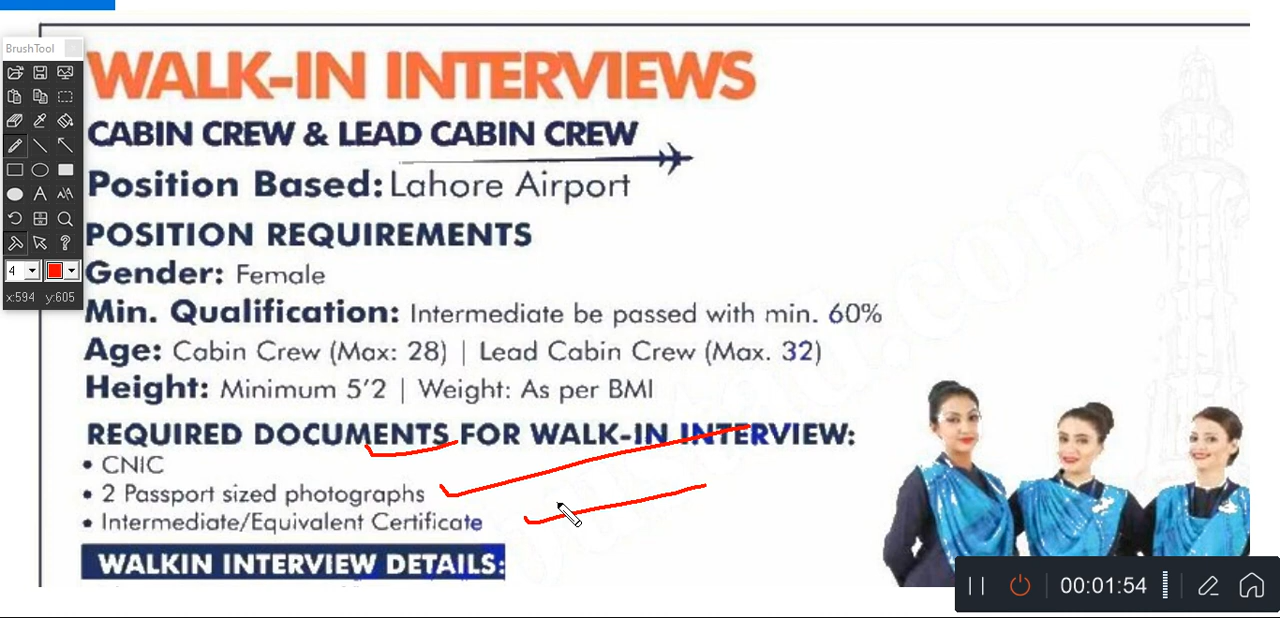 BrushTool
WALK-IN INTERVIEWS
CABIN CREW & LEAD CABIN CREW
Position Based: Lahore Airport
POSITION REQUIREMENTS
Gender: Female
Min. Qualification: Intermediate be passed with min. 60%
Age: Cabin Crew (Max: 28) | Lead Cabin Crew (Max. 32)
Height: Minimum 5'2 | Weight: As per BMI
REQUIRED DOCUMENTS FOR WALK-IN INTERVIEW:
• CNIC
• 2 Passport sized photographs
• Intermediate/Equivalent Certificate
WALKIN INTERVIEW DETAILS:
4
x:594 y:605
00:01:54